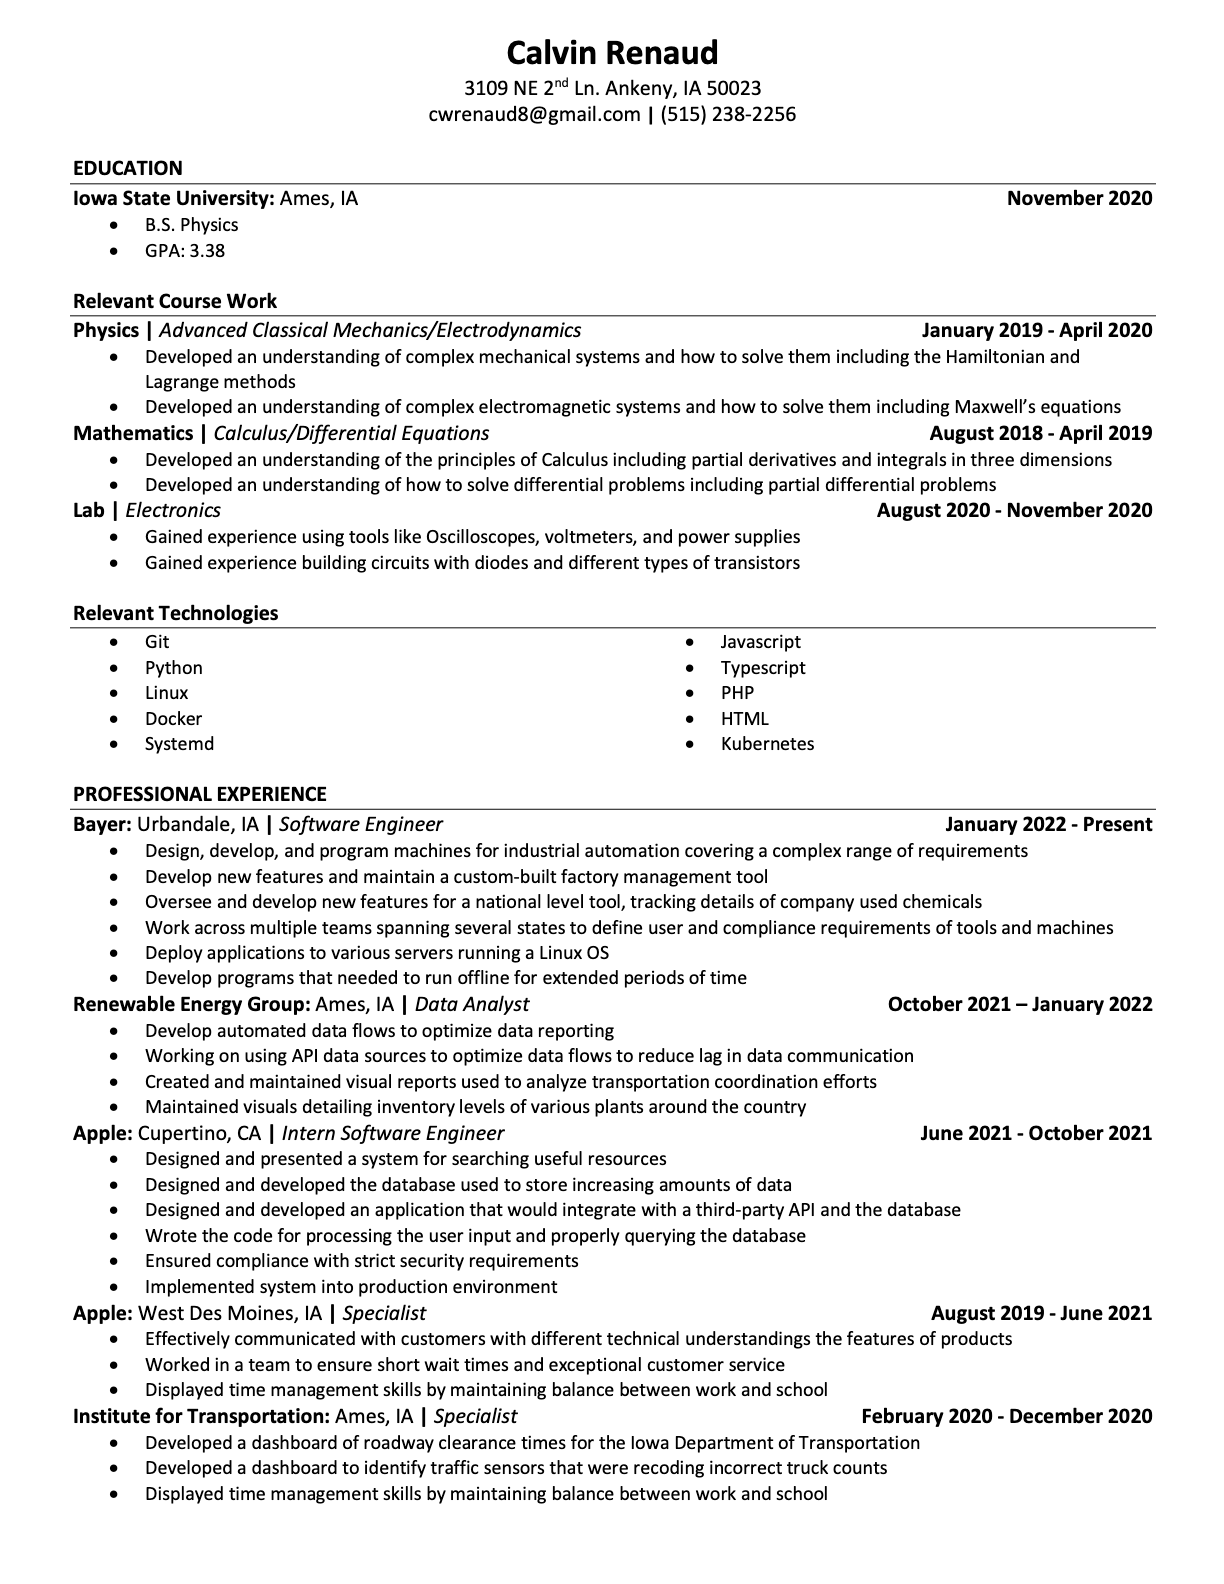 Calvin Renaud
3109 NE 2nd Ln. Ankeny, IA 50023
cwrenaud8@gmail.com | (515) 238-2256
EDUCATION
Iowa State University: Ames, IA November 2020
• B.S. Physics
• GPA: 3.38
Relevant Course Work
Physics | Advanced Classical Mechanics/Electrodynamics January 2019 - April 2020
• Developed an understanding of complex mechanical systems and how to solve them including the Hamiltonian and
Lagrange methods
• Developed an understanding of complex electromagnetic systems and how to solve them including Maxwell’s equations
Mathematics | Calculus/Differential Equations August 2018 - April 2019
• Developed an understanding of the principles of Calculus including partial derivatives and integrals in three dimensions
• Developed an understanding of how to solve differential problems including partial differential problems
Lab | Electronics August 2020 - November 2020
• Gained experience using tools like Oscilloscopes, voltmeters, and power supplies
• Gained experience building circuits with diodes and different types of transistors
Relevant Technologies
• Git
• Python
• Linux
• Docker
• Systemd
• Javascript
• Typescript
• PHP
• HTML
• Kubernetes
PROFESSIONAL EXPERIENCE
Bayer: Urbandale, IA | Software Engineer January 2022 - Present
• Design, develop, and program machines for industrial automation covering a complex range of requirements
• Develop new features and maintain a custom-built factory management tool
• Oversee and develop new features for a national level tool, tracking details of company used chemicals
• Work across multiple teams spanning several states to define user and compliance requirements of tools and machines
• Deploy applications to various servers running a Linux OS
• Develop programs that needed to run offline for extended periods of time
Renewable Energy Group: Ames, IA | Data Analyst October 2021 – January 2022
• Develop automated data flows to optimize data reporting
• Working on using API data sources to optimize data flows to reduce lag in data communication
• Created and maintained visual reports used to analyze transportation coordination efforts
• Maintained visuals detailing inventory levels of various plants around the country
Apple: Cupertino, CA | Intern Software Engineer June 2021 - October 2021
• Designed and presented a system for searching useful resources
• Designed and developed the database used to store increasing amounts of data
• Designed and developed an application that would integrate with a third-party API and the database
• Wrote the code for processing the user input and properly querying the database
• Ensured compliance with strict security requirements
• Implemented system into production environment
Apple: West Des Moines, IA | Specialist August 2019 - June 2021
• Effectively communicated with customers with different technical understandings the features of products
• Worked in a team to ensure short wait times and exceptional customer service
• Displayed time management skills by maintaining balance between work and school
Institute for Transportation: Ames, IA | Specialist February 2020 - December 2020
• Developed a dashboard of roadway clearance times for the Iowa Department of Transportation
• Developed a dashboard to identify traffic sensors that were recoding incorrect truck counts
• Displayed time management skills by maintaining balance between work and school